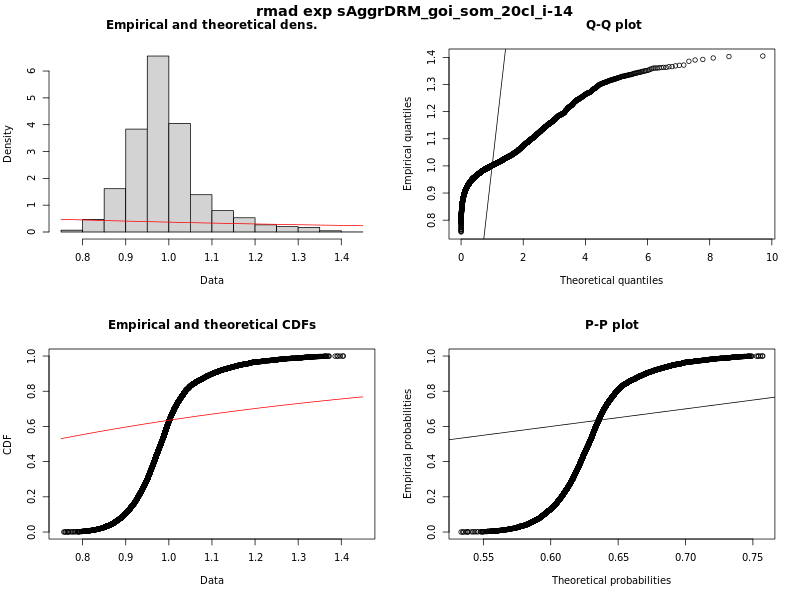 rmad exp sAggrDRM_goi_som_20cl_i-14
Empirical and theoretical dens.
Density
0 1 2 3 4 5 6
0.8 0.9 1.0 1.1 1.2 1.3 1.4
Data
Q-Q plot
Empirical quantiles
0.8 0.9 1.0 1.1 1.2 1.3 1.4
0 2 4 6 8 10
Theoretical quantiles
Empirical and theoretical CDFs
CDF
0.0 0.2 0.4 0.6 0.8 1.0
0.8 0.9 1.0 1.1 1.2 1.3 1.4
Data
P-P plot
Empirical probabilities
0.0 0.2 0.4 0.6 0.8 1.0
0.55 0.60 0.65 0.70 0.75
Theoretical probabilities